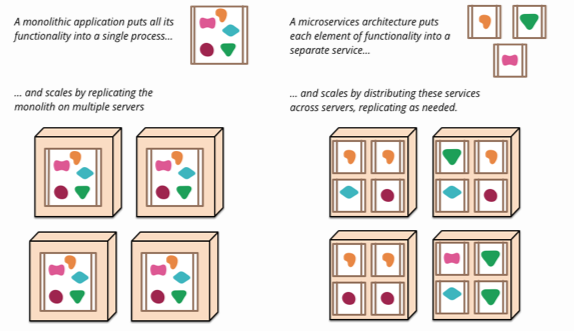 A monolithic application puts all its
functionality into a single process...
A microservices architecture puts
each element of functionality into a
separate service...
... and scales by replicating the
monolith on multiple servers
... and scales by distributing these services
across servers, replicating as needed.